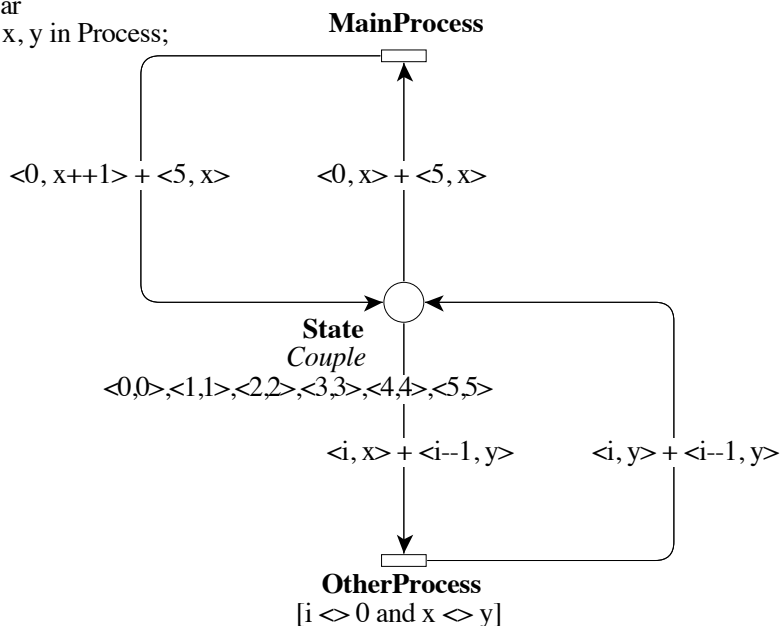 ar
x, y in Process;
MainProcess
<0, x++1> + <5, x>
<0, x> + <5, x>
State
Couple
<0,0>,<1,1>,<2,2>,<3,3>,<4,4>,<5,5>
<i, x> + <i--1, y>
<i, y> + <i--1, y>
OtherProcess
[i <> 0 and x <> y]